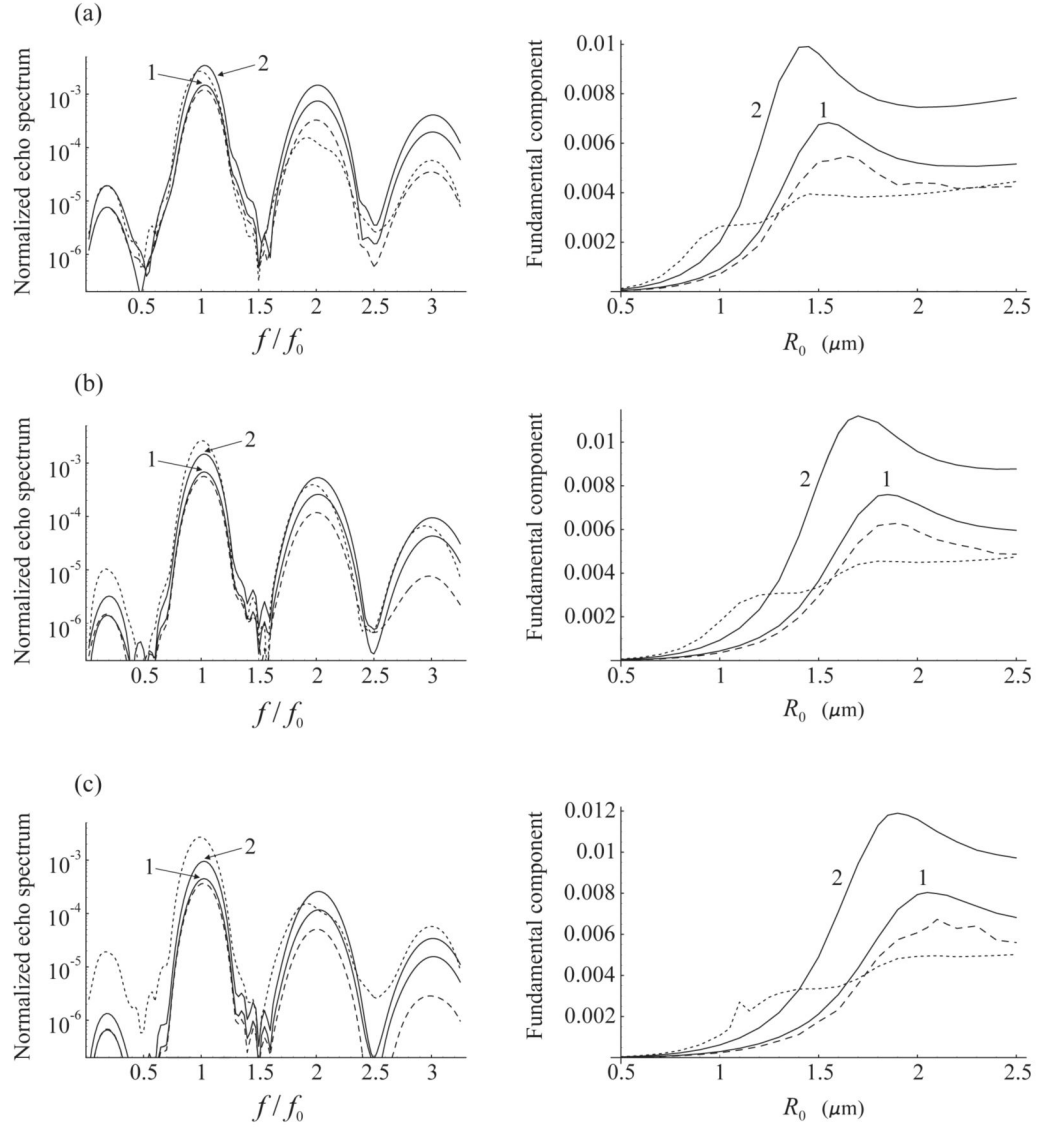 (a)
Normalized echo spectrum
10⁻³
10⁻⁴
10⁻⁵
10⁻⁶
1
2
0.5 1 1.5 2 2.5 3
f / f₀
Fundamental component
0.01
0.008
0.006
0.004
0.002
2
1
0.5 1 1.5 2 2.5
R₀ (μm)
(b)
Normalized echo spectrum
10⁻³
10⁻⁴
10⁻⁵
10⁻⁶
1
2
0.5 1 1.5 2 2.5 3
f / f₀
Fundamental component
0.01
0.008
0.006
0.004
0.002
2
1
0.5 1 1.5 2 2.5
R₀ (μm)
(c)
Normalized echo spectrum
10⁻³
10⁻⁴
10⁻⁵
10⁻⁶
1
2
0.5 1 1.5 2 2.5 3
f / f₀
Fundamental component
0.012
0.01
0.008
0.006
0.004
0.002
2
1
0.5 1 1.5 2 2.5
R₀ (μm)